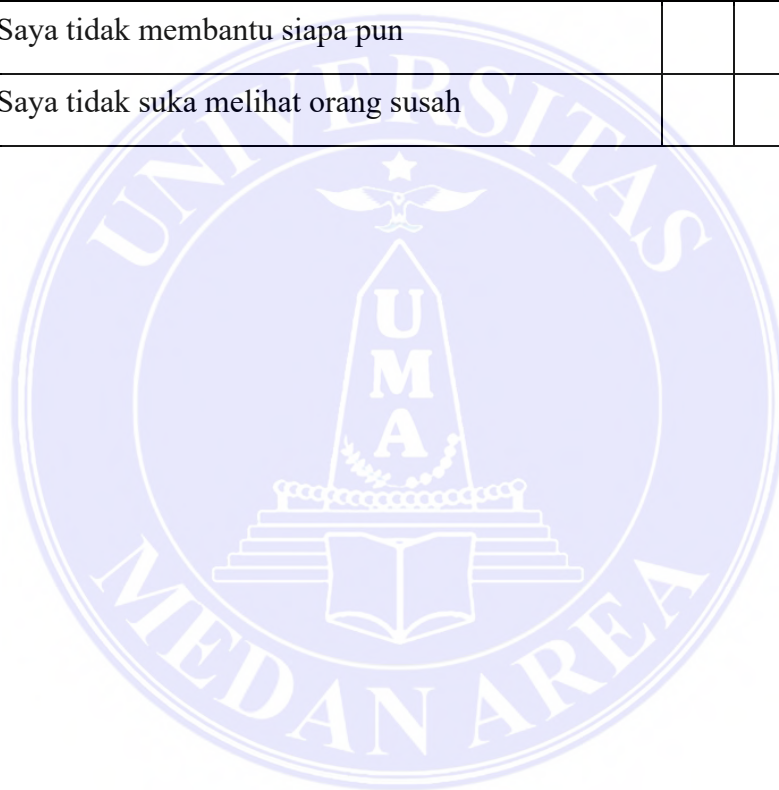 Saya tidak membantu siapa pun
Saya tidak suka melihat orang susah
UNIVERSITAS
UMA
MEDAN AREA